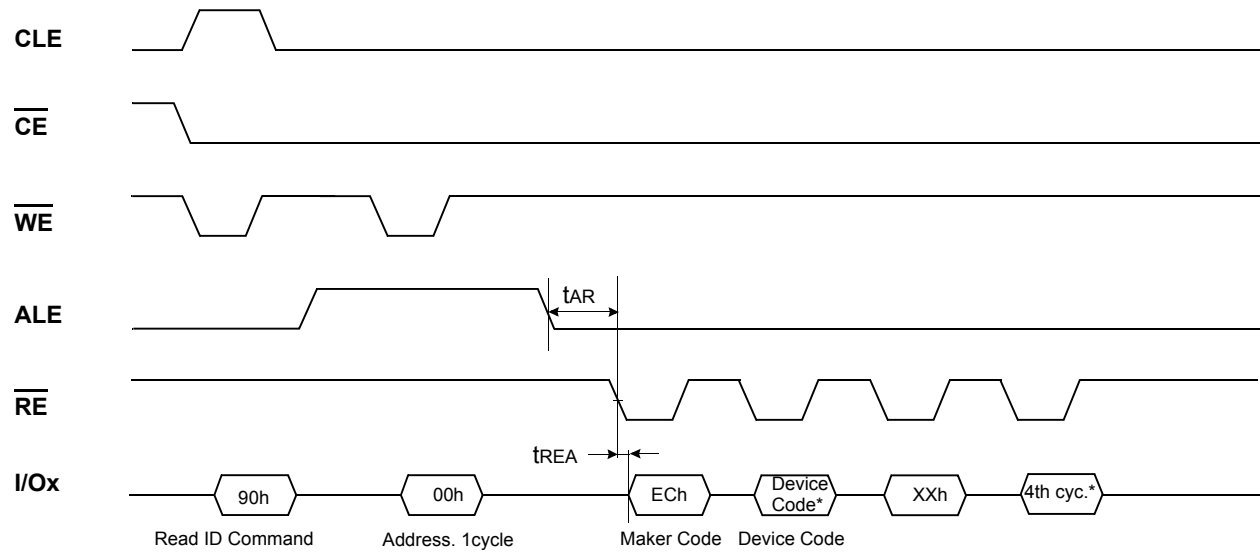 CLE
CE
WE
ALE
tAR
RE
tREA
I/Ox
90h
00h
ECh
Device
Code*
XXh
4th cyc.*
Read ID Command
Address. 1cycle
Maker Code
Device Code